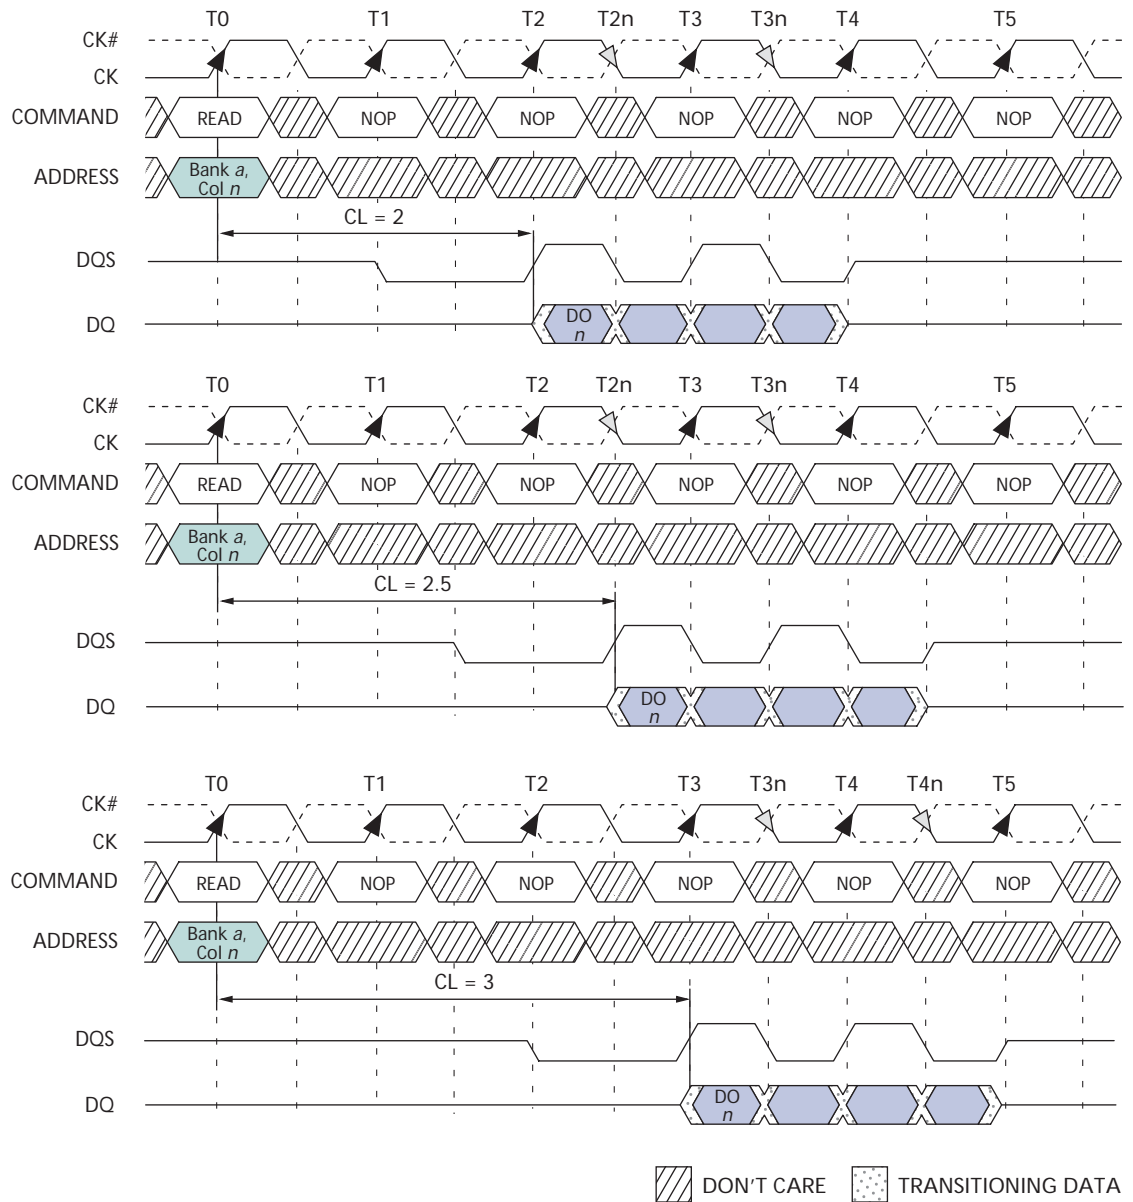 T0 T1 T2 T2n T3 T3n T4 T5
CK#
CK
COMMAND READ NOP NOP NOP NOP NOP
ADDRESS Bank a,
Col n
CL = 2
DQS
DQ DO
n
T0 T1 T2 T2n T3 T3n T4 T5
CK#
CK
COMMAND READ NOP NOP NOP NOP NOP
ADDRESS Bank a,
Col n
CL = 2.5
DQS
DQ DO
n
T0 T1 T2 T3 T3n T4 T4n T5
CK#
CK
COMMAND READ NOP NOP NOP NOP NOP
ADDRESS Bank a,
Col n
CL = 3
DQS
DQ DO
n
DON'T CARE TRANSITIONING DATA